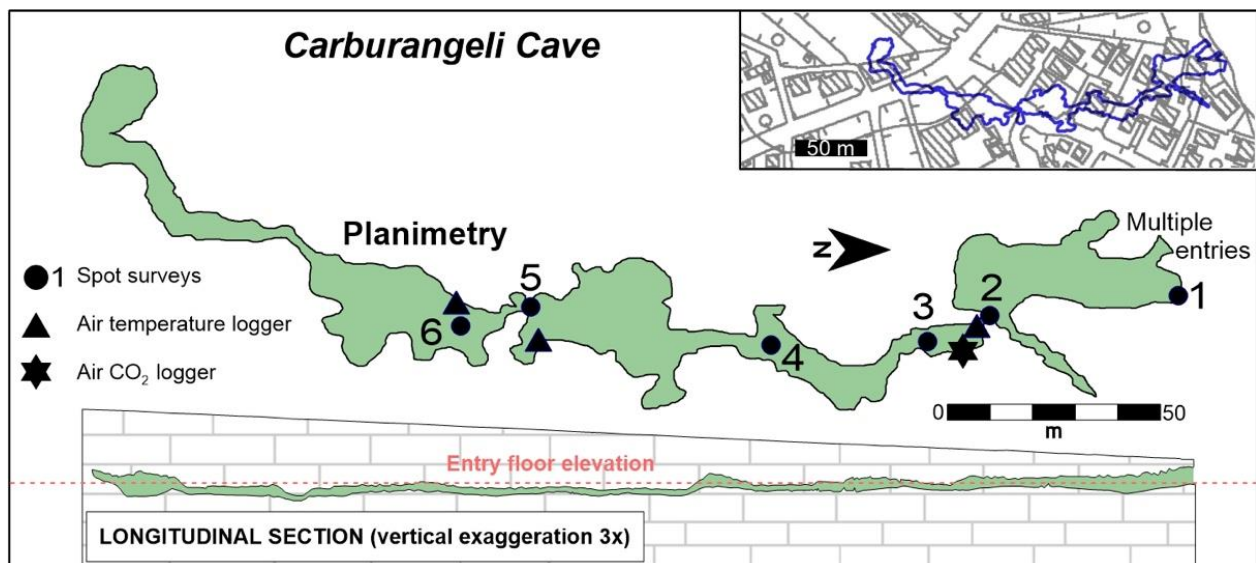 Carburangeli Cave
50 m
Planimetry
N
Multiple
entries
1 Spot surveys
Air temperature logger
Air CO₂ logger
1
2
3
4
5
6
0 50
m
Entry floor elevation
LONGITUDINAL SECTION (vertical exaggeration 3x)